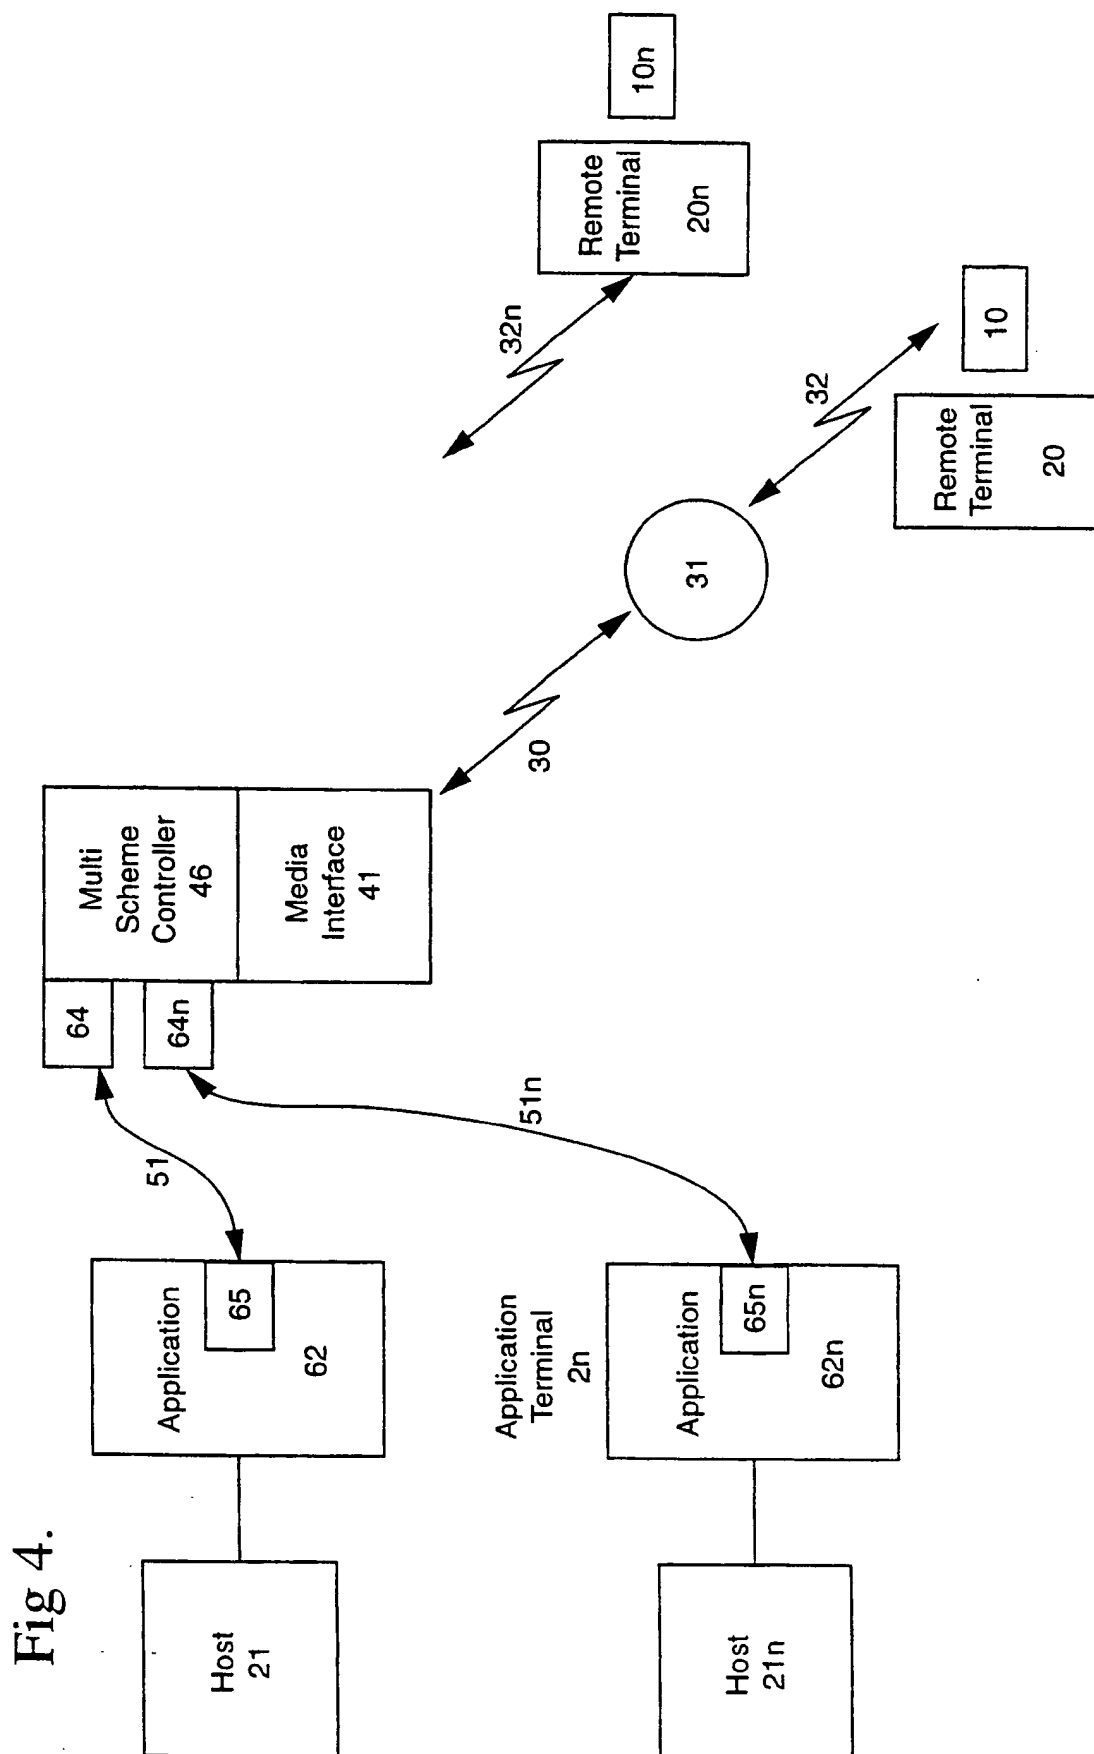 Fig 4.
Host
21
Application
65
62
51
64
64n
Multi
Scheme
Controller
46
Media
Interface
41
30
31
32
32n
Remote
Terminal
20n
10n
Remote
Terminal
20
10
51n
Application
Terminal
2n
Application
65n
62n
Host
21n